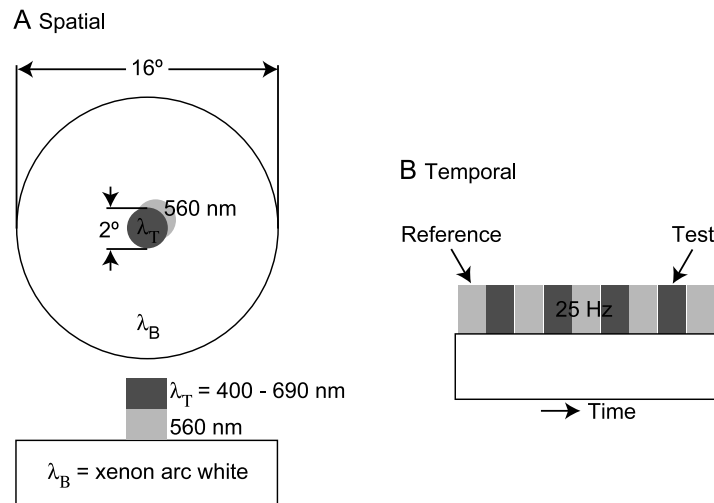 A Spatial
16º
560 nm
2º
λT
λB
λT = 400 - 690 nm
560 nm
λB = xenon arc white
B Temporal
Reference
Test
25 Hz
Time